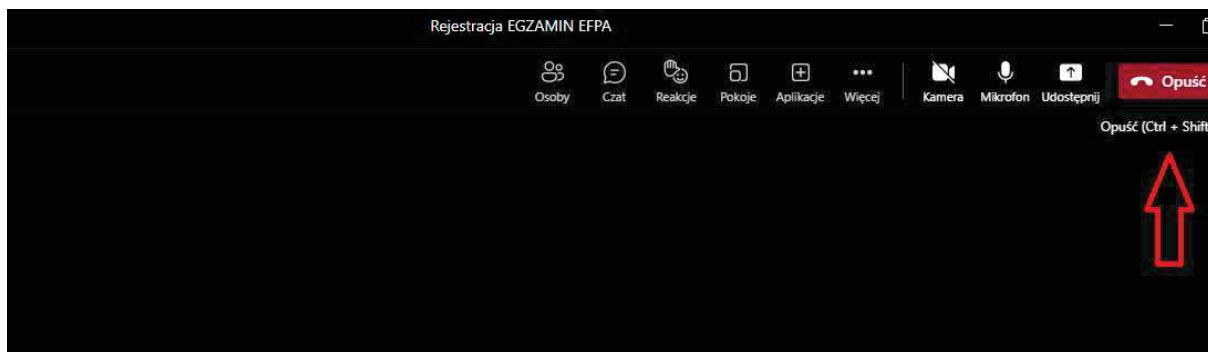 Rejestracja EGZAMIN EFPA
Osoby Czat Reakcje Pokoje Aplikacje Więcej Kamera Mikrofon Udostępnij Opuść
Opuść (Ctrl + Shift